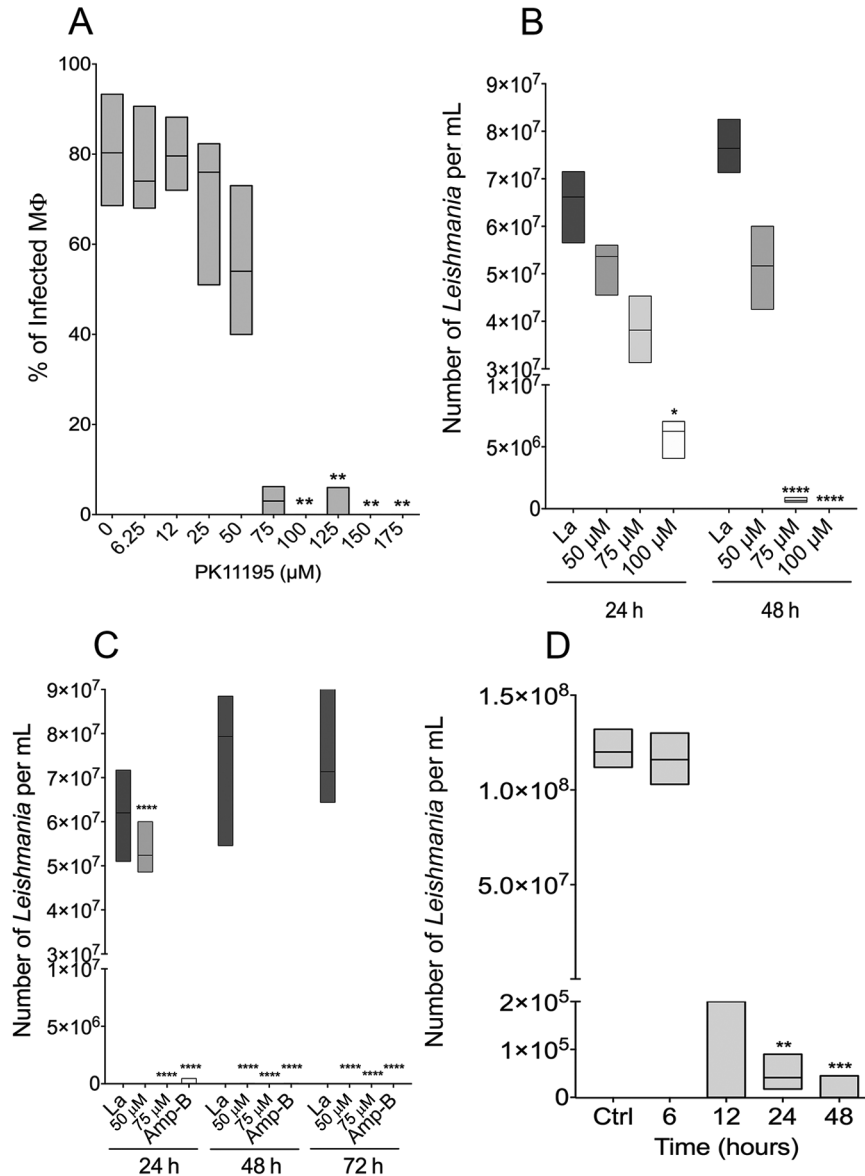 A
% of Infected MΦ
100
80
60
40
20
0
** ** ** **
0 6.25 12 25 50 75 100 125 150 175
PK11195 (µM)
B
Number of Leishmania per mL
9×10⁷
8×10⁷
7×10⁷
6×10⁷
5×10⁷
4×10⁷
3×10⁷
1×10⁷
5×10⁶
0
* **** ****
La 50 µM 75 µM 100 µM La 50 µM 75 µM 100 µM
24 h 48 h
C
Number of Leishmania per mL
9×10⁷
8×10⁷
7×10⁷
6×10⁷
5×10⁷
4×10⁷
3×10⁷
1×10⁷
5×10⁶
0
**** **** **** **** **** **** **** **** ****
La 50 µM 75 µM Amp-B La 50 µM 75 µM Amp-B La 50 µM 75 µM Amp-B
24 h 48 h 72 h
D
Number of Leishmania per mL
1.5×10⁸
1.0×10⁸
5.0×10⁷
2×10⁵
1×10⁵
0
** ***
Ctrl 6 12 24 48
Time (hours)